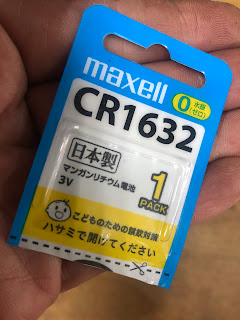 maxell
0 水銀(ゼロ)
CR1632
日本製
マンガンリチウム電池
3V
1
PACK
こどものための誤飲対策
ハサミで開けてください